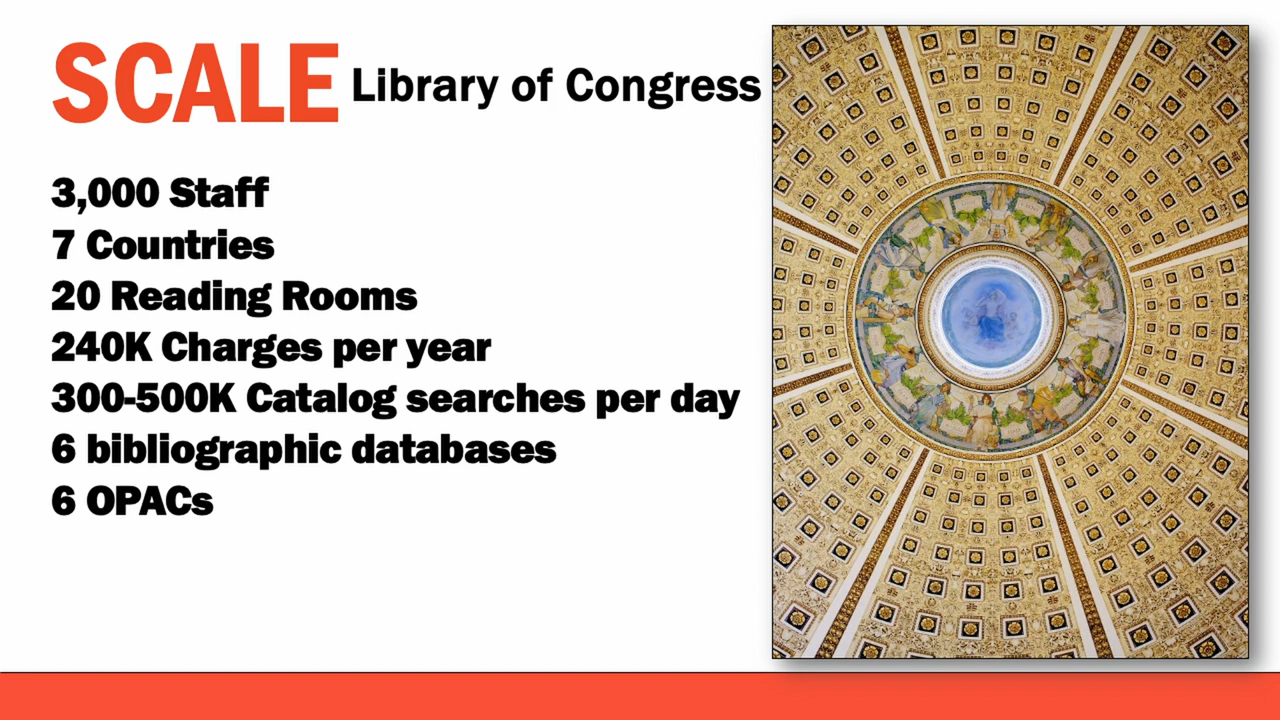 SCALE Library of Congress
3,000 Staff
7 Countries
20 Reading Rooms
240K Charges per year
300-500K Catalog searches per day
6 bibliographic databases
6 OPACs